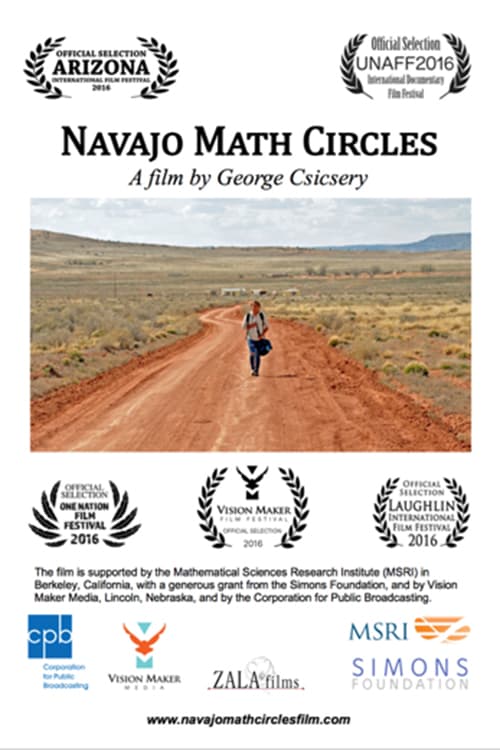 OFFICIAL SELECTION
ARIZONA
INTERNATIONAL FILM FESTIVAL
2016
Official Selection
UNAFF2016
International Documentary
Film Festival
NAVAJO MATH CIRCLES
A film by George Csicsery
OFFICIAL
SELECTION
ONE NATION
FILM
FESTIVAL
2016
VISION MAKER
FILM FESTIVAL
OFFICIAL SELECTION
2016
OFFICIAL
SELECTION
LAUGHLIN
INTERNATIONAL
FILM FESTIVAL
2016
The film is supported by the Mathematical Sciences Research Institute (MSRI) in
Berkeley, California, with a generous grant from the Simons Foundation, and by Vision
Maker Media, Lincoln, Nebraska, and by the Corporation for Public Broadcasting.
cpb
Corporation
for Public
Broadcasting
VISION MAKER
MEDIA
ZALA films
MSRI
SIMONS
FOUNDATION
www.navajomathcirclesfilm.com